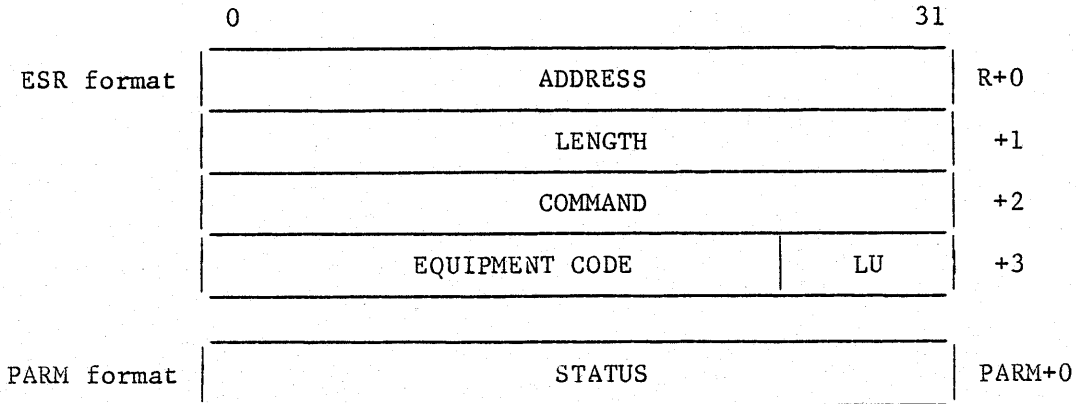 0 31
ESR format ADDRESS R+0
LENGTH +1
COMMAND +2
EQUIPMENT CODE LU +3
PARM format STATUS PARM+0